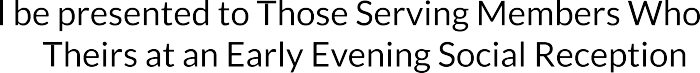 l be presented to Those Serving Members Who
Theirs at an Early Evening Social Reception